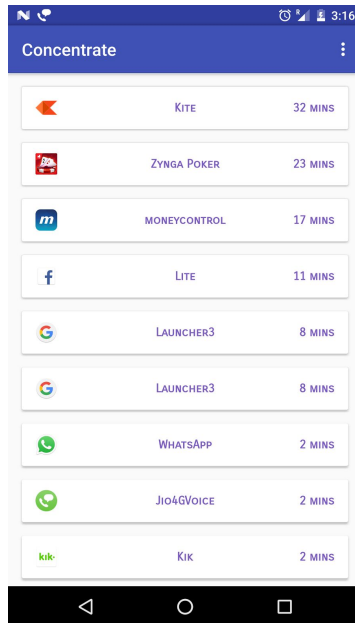 N R 3:16
Concentrate
Kite 32 mins
Zynga Poker 23 mins
m moneycontrol 17 mins
f Lite 11 mins
G Launcher3 8 mins
G Launcher3 8 mins
WhatsApp 2 mins
Jio4GVoice 2 mins
kik Kik 2 mins